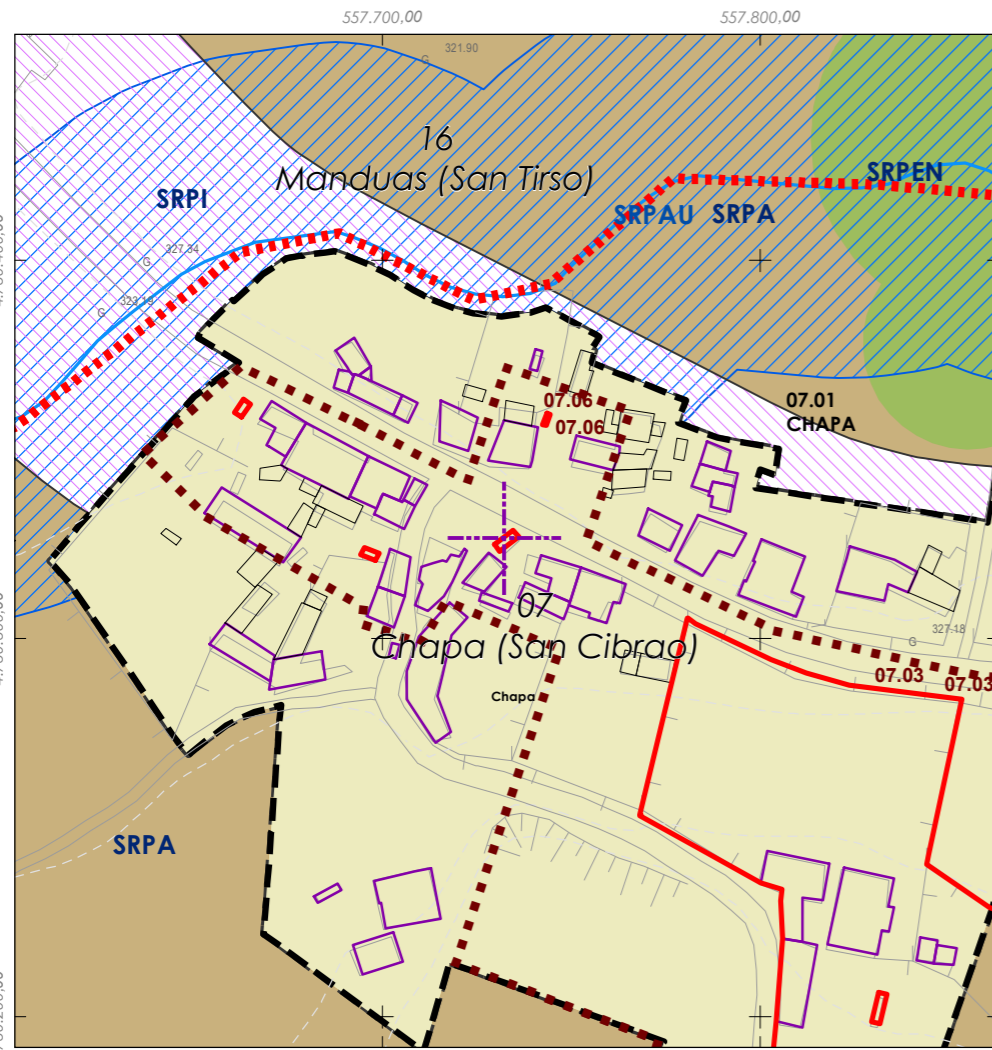 557.700,00
557.800,00
321.90
16
Manduas (San Tirso)
SRPEN
SRPI
SRPAU
SRPA
327.34
G
G
G
323.19
07.01
CHAPA
07.06
07.06
07
Chapa (San Cibrao)
G
327.18
07.03
07.03
Chapa
SRPA